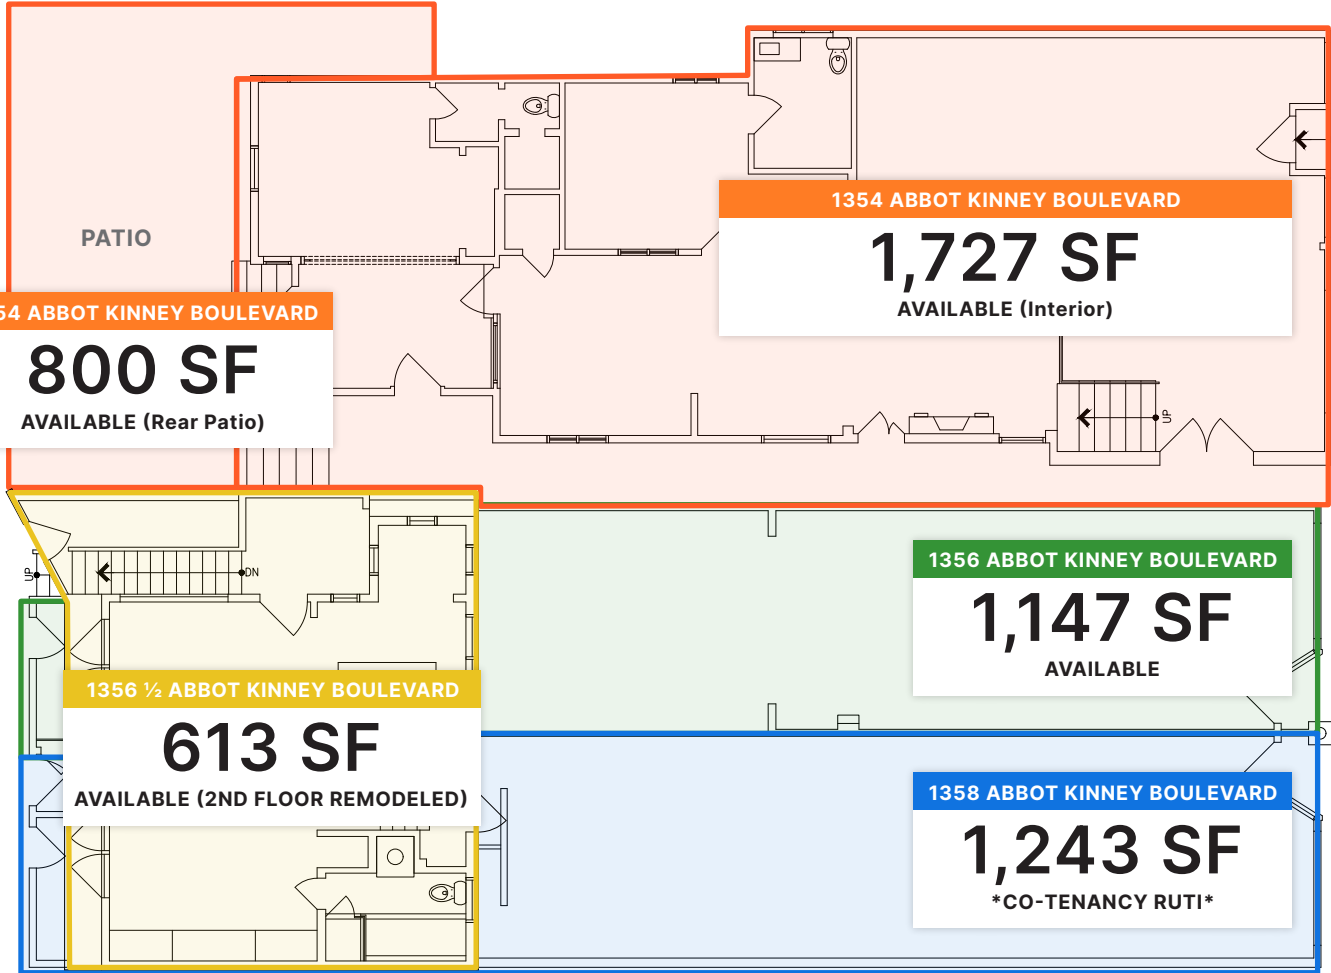 1354 ABBOT KINNEY BOULEVARD
1,727 SF
AVAILABLE (Interior)
PATIO
54 ABBOT KINNEY BOULEVARD
800 SF
AVAILABLE (Rear Patio)
UP
1356 ABBOT KINNEY BOULEVARD
1,147 SF
AVAILABLE
UP
DN
1356 ½ ABBOT KINNEY BOULEVARD
613 SF
AVAILABLE (2ND FLOOR REMODELED)
1358 ABBOT KINNEY BOULEVARD
1,243 SF
*CO-TENANCY RUTI*